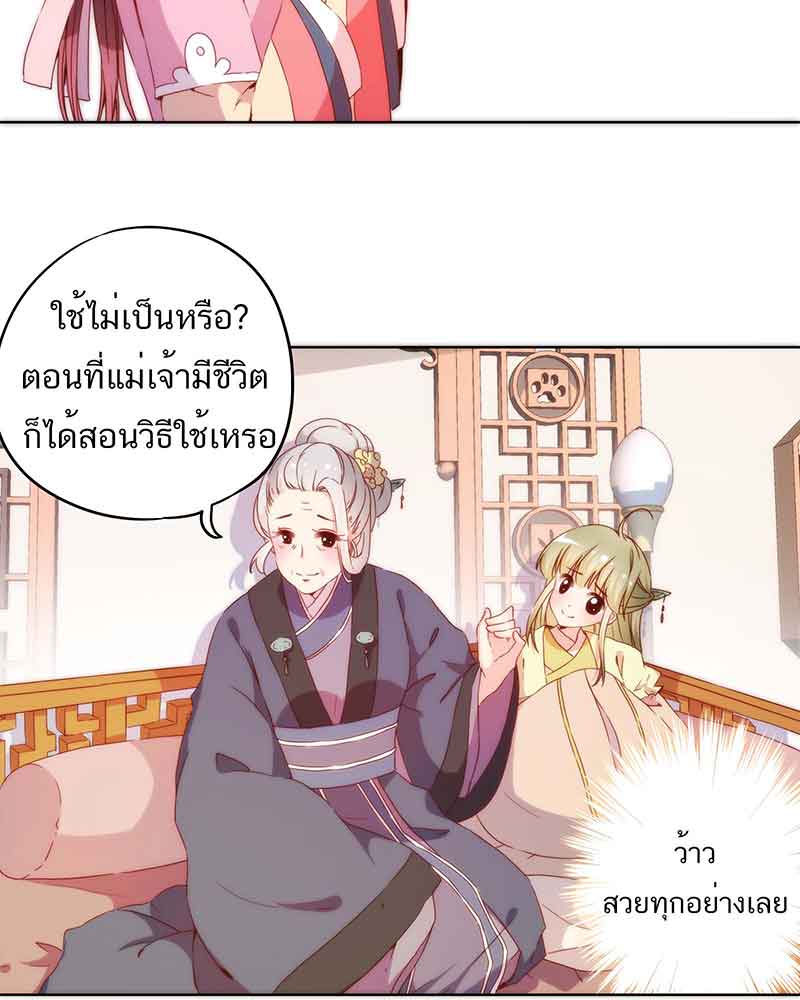 ใช้ไม่เป็นหรือ?
ตอนที่แม่เจ้ามีชีวิต
ก็ได้สอนวิธีใช้เหรอ
ว้าว
สวยทุกอย่างเลย